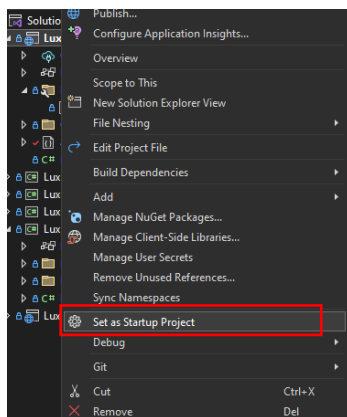 Solutio
Lux
C#
Lux
Lux
Lux
Lux
C#
Lux
Publish...
Configure Application Insights...
Overview
Scope to This
New Solution Explorer View
File Nesting
Edit Project File
Build Dependencies
Add
Manage NuGet Packages...
Manage Client-Side Libraries...
Manage User Secrets
Remove Unused References...
Sync Namespaces
Set as Startup Project
Debug
Git
Cut Ctrl+X
Remove Del